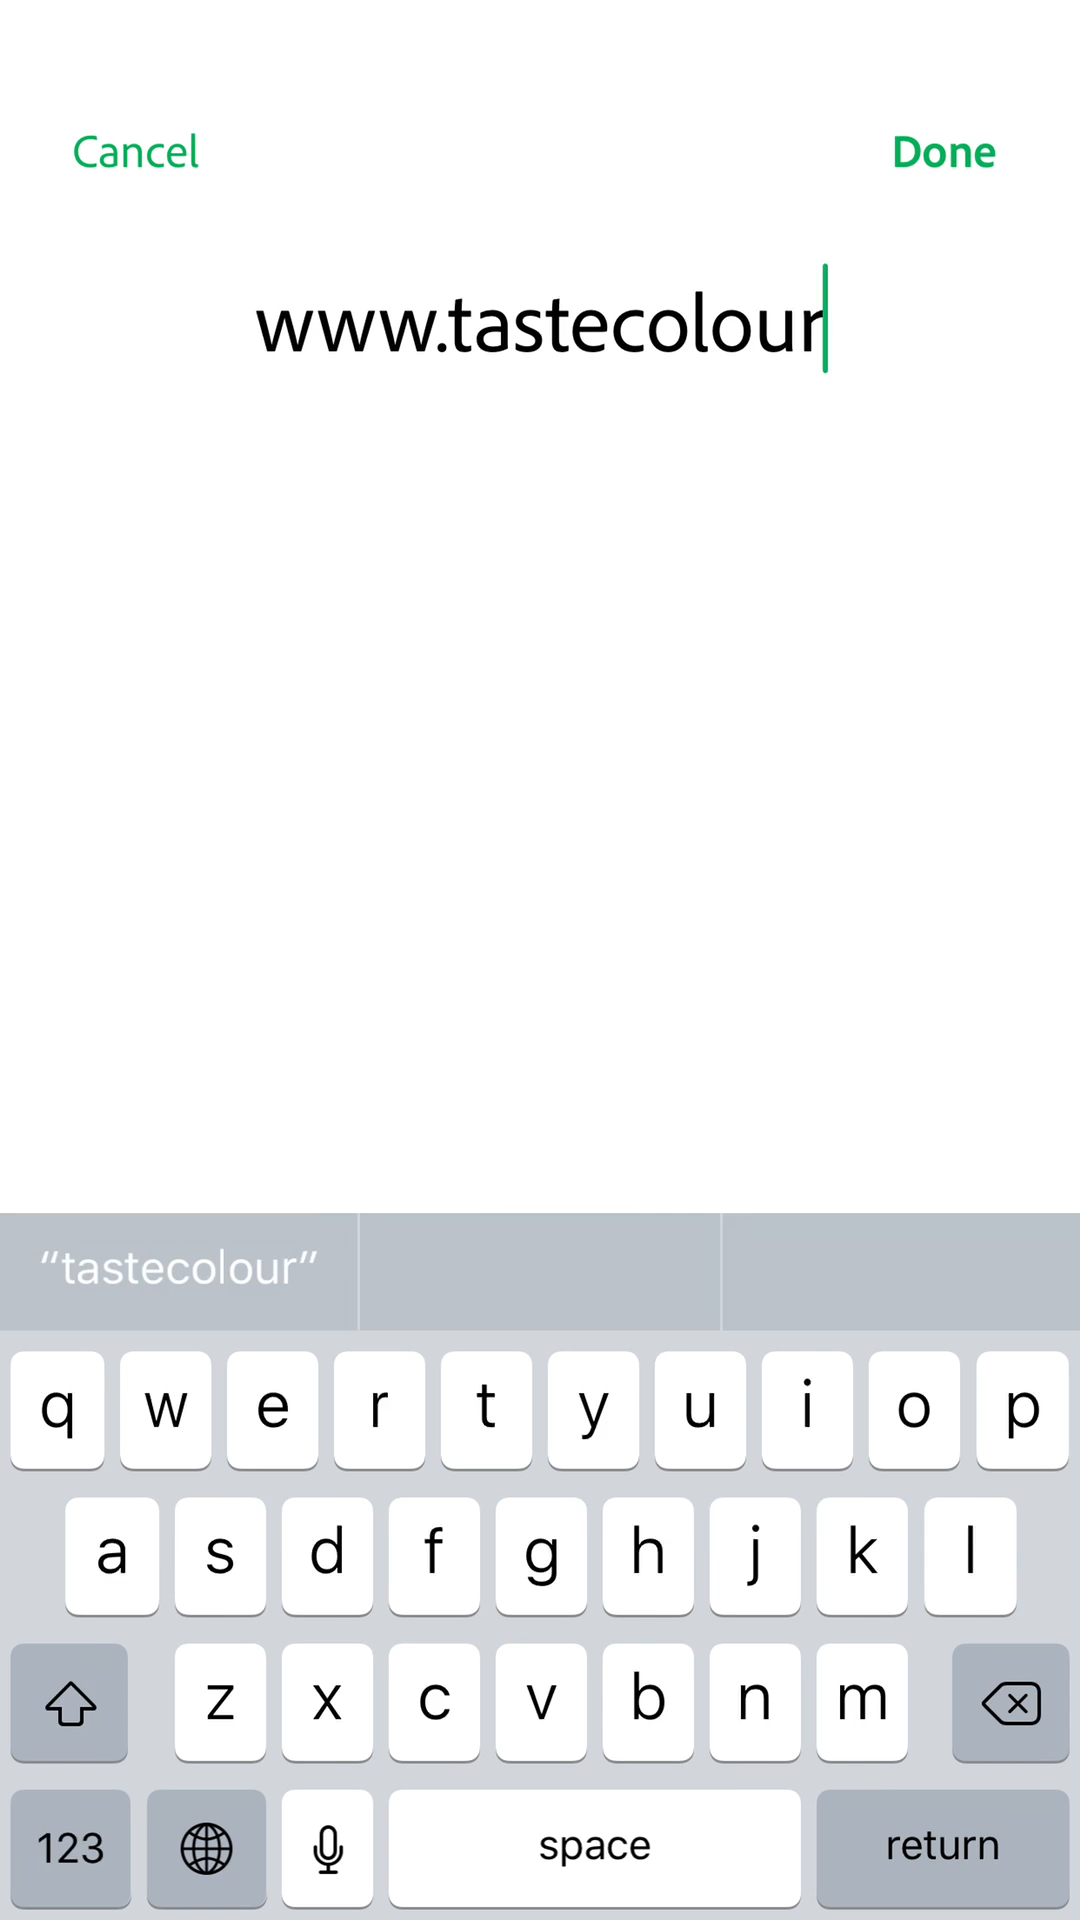 Cancel Done
www.tastecolour
“tastecolour”
q w e r t y u i o p
a s d f g h j k l
z x c v b n m
123 space return